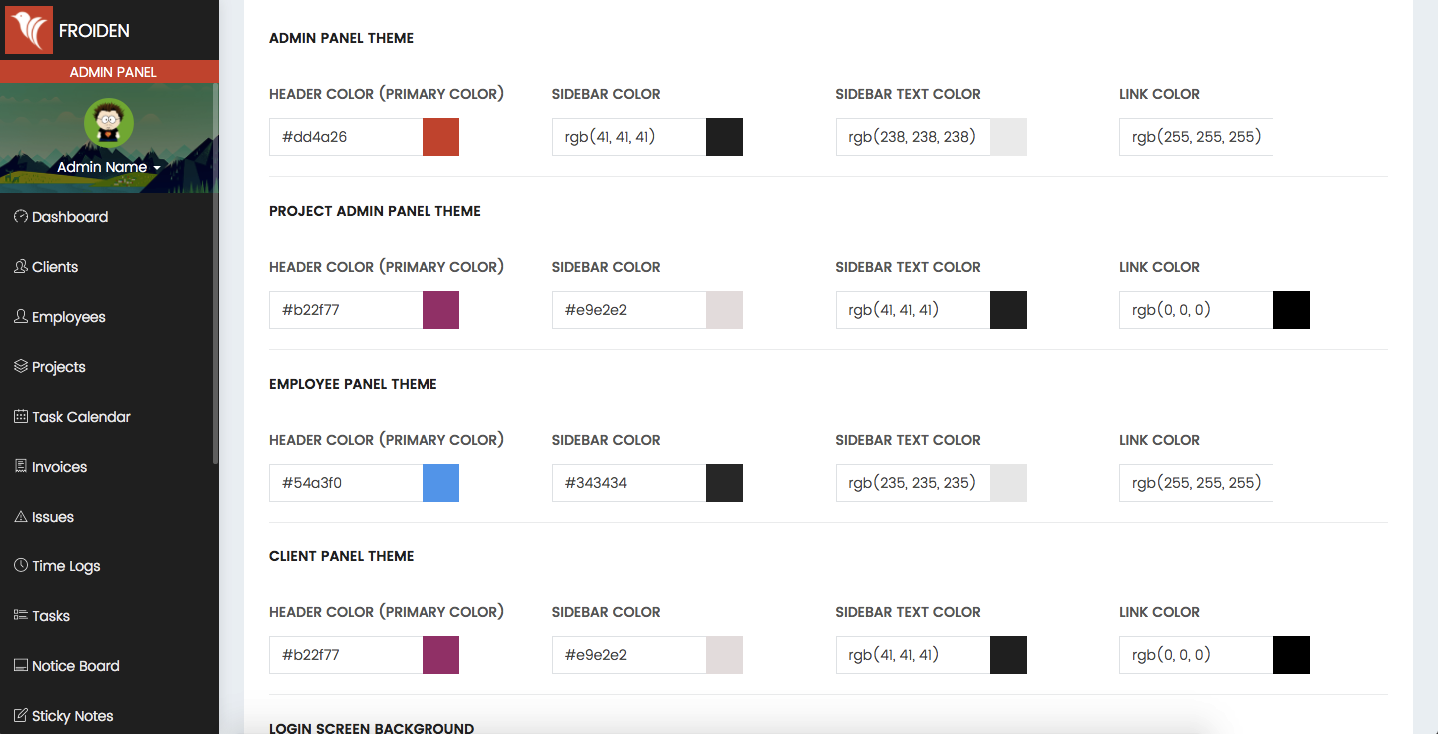 FROIDEN
ADMIN PANEL
Admin Name
Dashboard
Clients
Employees
Projects
Task Calendar
Invoices
Issues
Time Logs
Tasks
Notice Board
Sticky Notes
ADMIN PANEL THEME
HEADER COLOR (PRIMARY COLOR) SIDEBAR COLOR SIDEBAR TEXT COLOR LINK COLOR
#dd4a26 rgb(41, 41, 41) rgb(238, 238, 238) rgb(255, 255, 255)
PROJECT ADMIN PANEL THEME
HEADER COLOR (PRIMARY COLOR) SIDEBAR COLOR SIDEBAR TEXT COLOR LINK COLOR
#b22f77 #e9e2e2 rgb(41, 41, 41) rgb(0, 0, 0)
EMPLOYEE PANEL THEME
HEADER COLOR (PRIMARY COLOR) SIDEBAR COLOR SIDEBAR TEXT COLOR LINK COLOR
#54a3f0 #343434 rgb(235, 235, 235) rgb(255, 255, 255)
CLIENT PANEL THEME
HEADER COLOR (PRIMARY COLOR) SIDEBAR COLOR SIDEBAR TEXT COLOR LINK COLOR
#b22f77 #e9e2e2 rgb(41, 41, 41) rgb(0, 0, 0)
LOGIN SCREEN BACKGROUND